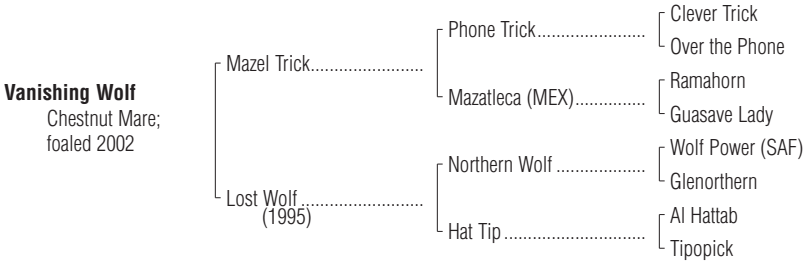 Vanishing Wolf
Chestnut Mare;
foaled 2002
Mazel Trick........................
Lost Wolf..........................
(1995)
Phone Trick.......................
Mazatleca (MEX)...............
Northern Wolf ...................
Hat Tip..............................
Clever Trick
Over the Phone
Ramahorn
Guasave Lady
Wolf Power (SAF)
Glenorthern
Al Hattab
Tipopick